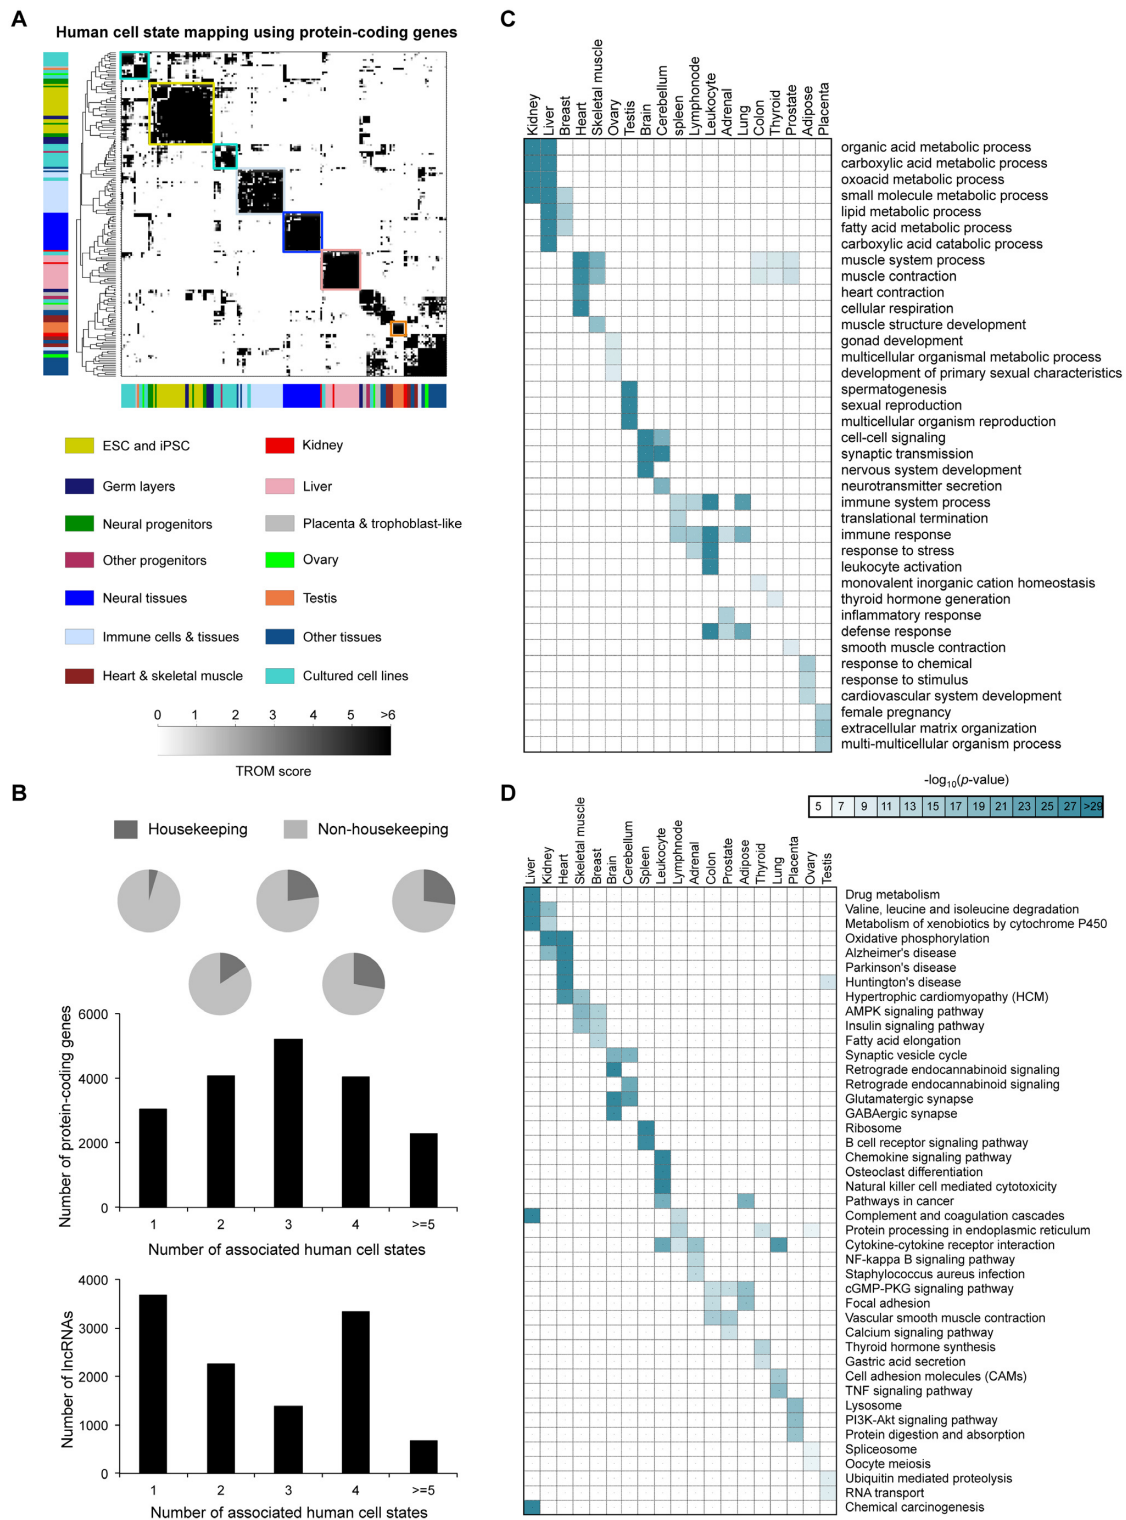 A
Human cell state mapping using protein-coding genes
ESC and iPSC
Kidney
Germ layers
Liver
Neural progenitors
Placenta & trophoblast-like
Other progenitors
Ovary
Neural tissues
Testis
Immune cells & tissues
Other tissues
Heart & skeletal muscle
Cultured cell lines
0 1 2 3 4 5 >6
TROM score
B
Housekeeping
Non-housekeeping
Number of protein-coding genes
6000
4000
2000
0
1 2 3 4 >=5
Number of associated human cell states
Number of lncRNAs
4000
3000
2000
1000
0
1 2 3 4 >=5
Number of associated human cell states
C
Kidney
Liver
Breast
Heart
Skeletal muscle
Ovary
Testis
Brain
Cerebellum
spleen
Lymphonode
Leukocyte
Adrenal
Lung
Colon
Thyroid
Prostate
Adipose
Placenta
organic acid metabolic process
carboxylic acid metabolic process
oxoacid metabolic process
small molecule metabolic process
lipid metabolic process
fatty acid metabolic process
carboxylic acid catabolic process
muscle system process
muscle contraction
heart contraction
cellular respiration
muscle structure development
gonad development
multicellular organismal metabolic process
development of primary sexual characteristics
spermatogenesis
sexual reproduction
multicellular organism reproduction
cell-cell signaling
synaptic transmission
nervous system development
neurotransmitter secretion
immune system process
translational termination
immune response
response to stress
leukocyte activation
monovalent inorganic cation homeostasis
thyroid hormone generation
inflammatory response
defense response
smooth muscle contraction
response to chemical
response to stimulus
cardiovascular system development
female pregnancy
extracellular matrix organization
multi-multicellular organism process
-log10(p-value)
5 7 9 11 13 15 17 19 21 23 25 27 >29
D
Liver
Kidney
Heart
Skeletal muscle
Breast
Brain
Cerebellum
Spleen
Leukocyte
Lymphnode
Adrenal
Colon
Prostate
Adipose
Thyroid
Lung
Placenta
Ovary
Testis
Drug metabolism
Valine, leucine and isoleucine degradation
Metabolism of xenobiotics by cytochrome P450
Oxidative phosphorylation
Alzheimer's disease
Parkinson's disease
Huntington's disease
Hypertrophic cardiomyopathy (HCM)
AMPK signaling pathway
Insulin signaling pathway
Fatty acid elongation
Synaptic vesicle cycle
Retrograde endocannabinoid signaling
Retrograde endocannabinoid signaling
Glutamatergic synapse
GABAergic synapse
Ribosome
B cell receptor signaling pathway
Chemokine signaling pathway
Osteoclast differentiation
Natural killer cell mediated cytotoxicity
Pathways in cancer
Complement and coagulation cascades
Protein processing in endoplasmic reticulum
Cytokine-cytokine receptor interaction
NF-kappa B signaling pathway
Staphylococcus aureus infection
cGMP-PKG signaling pathway
Focal adhesion
Vascular smooth muscle contraction
Calcium signaling pathway
Thyroid hormone synthesis
Gastric acid secretion
Cell adhesion molecules (CAMs)
TNF signaling pathway
Lysosome
PI3K-Akt signaling pathway
Protein digestion and absorption
Spliceosome
Oocyte meiosis
Ubiquitin mediated proteolysis
RNA transport
Chemical carcinogenesis